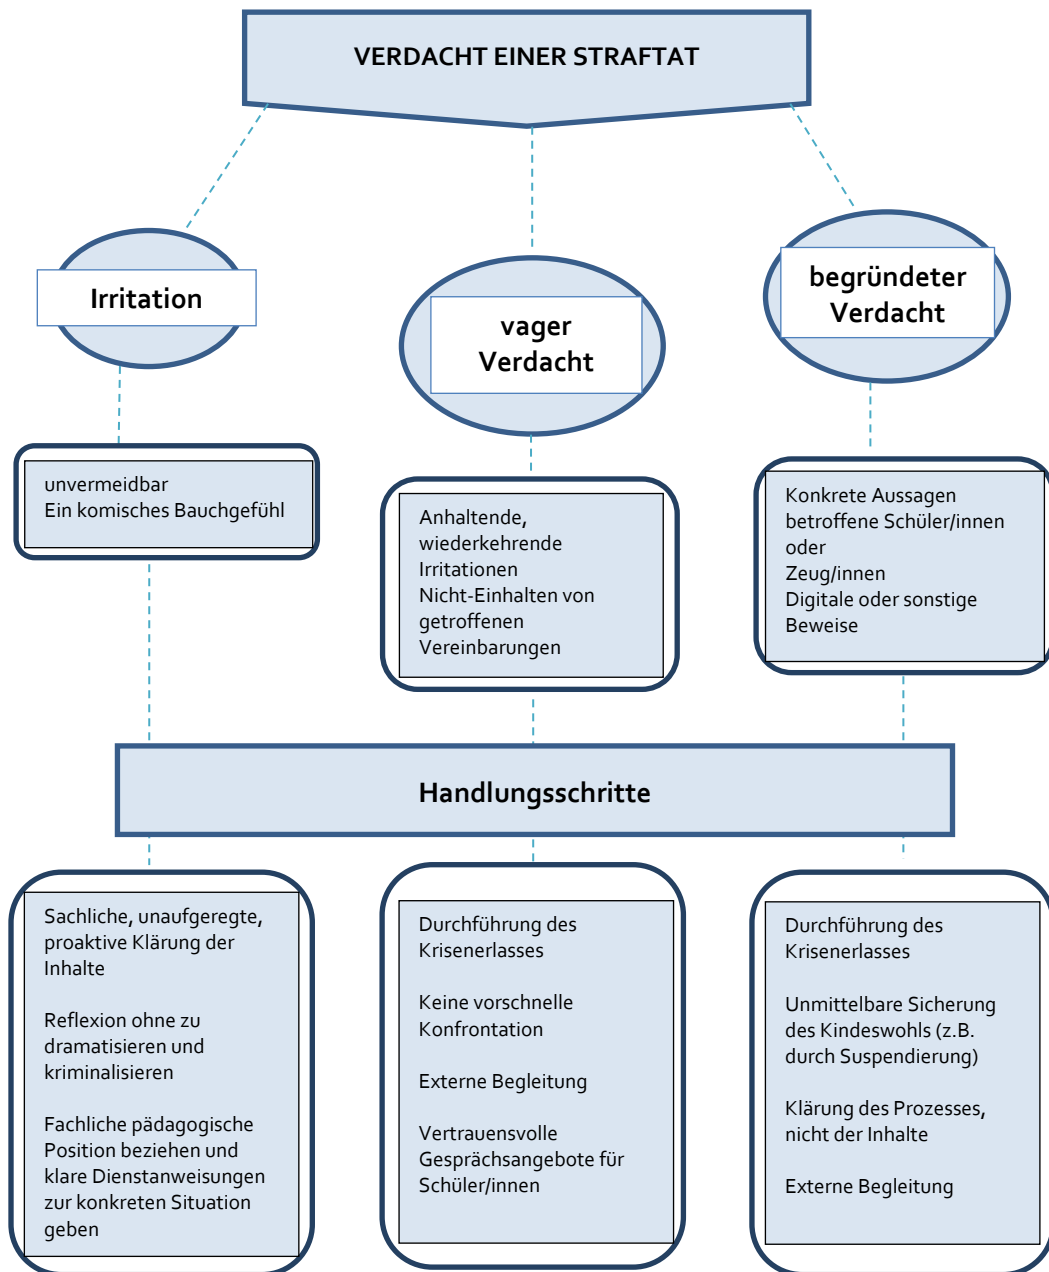 VERDACHT EINER STRAFTAT
Irritation
vager
Verdacht
begründeter
Verdacht
unvermeidbar
Ein komisches Bauchgefühl
Anhaltende,
wiederkehrende
Irritationen
Nicht-Einhalten von
getroffenen
Vereinbarungen
Konkrete Aussagen
betroffene Schüler/innen
oder
Zeug/innen
Digitale oder sonstige
Beweise
Handlungsschritte
Sachliche, unaufgeregte,
proaktive Klärung der
Inhalte
Reflexion ohne zu
dramatisieren und
kriminalisieren
Fachliche pädagogische
Position beziehen und
klare Dienstanweisungen
zur konkreten Situation
geben
Durchführung des
Krisenerlasses
Keine vorschnelle
Konfrontation
Externe Begleitung
Vertrauensvolle
Gesprächsangebote für
Schüler/innen
Durchführung des
Krisenerlasses
Unmittelbare Sicherung
des Kindeswohls (z.B.
durch Suspendierung)
Klärung des Prozesses,
nicht der Inhalte
Externe Begleitung